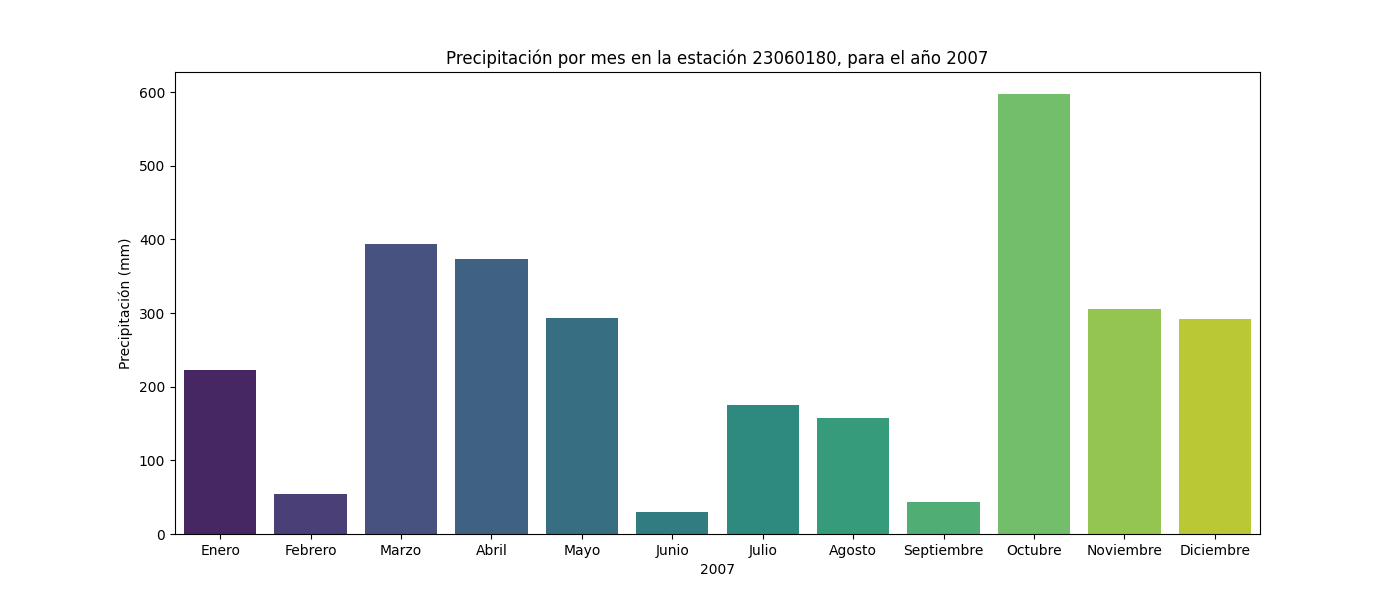 Precipitación por mes en la estación 23060180, para el año 2007
Precipitación (mm)
600
500
400
300
200
100
0
Enero Febrero Marzo Abril Mayo Junio Julio Agosto Septiembre Octubre Noviembre Diciembre
2007